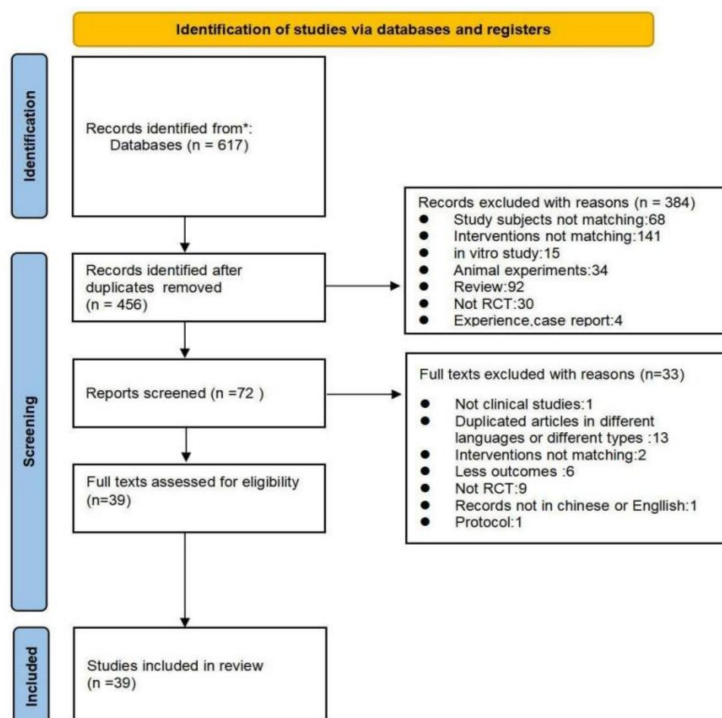 Identification of studies via databases and registers
Identification
Records identified from*:
Databases (n = 617)
Records excluded with reasons (n = 384)
● Study subjects not matching:68
● Interventions not matching:141
● in vitro study:15
● Animal experiments:34
● Review:92
● Not RCT:30
● Experience,case report:4
Screening
Records identified after
duplicates removed
(n = 456)
Reports screened (n =72 )
Full texts excluded with reasons (n=33)
● Not clinical studies:1
● Duplicated articles in different
languages or different types :13
● Interventions not matching:2
● Less outcomes :6
● Not RCT:9
● Records not in chinese or Engllish:1
● Protocol:1
Full texts assessed for eligibility
(n=39)
Included
Studies included in review
(n =39)